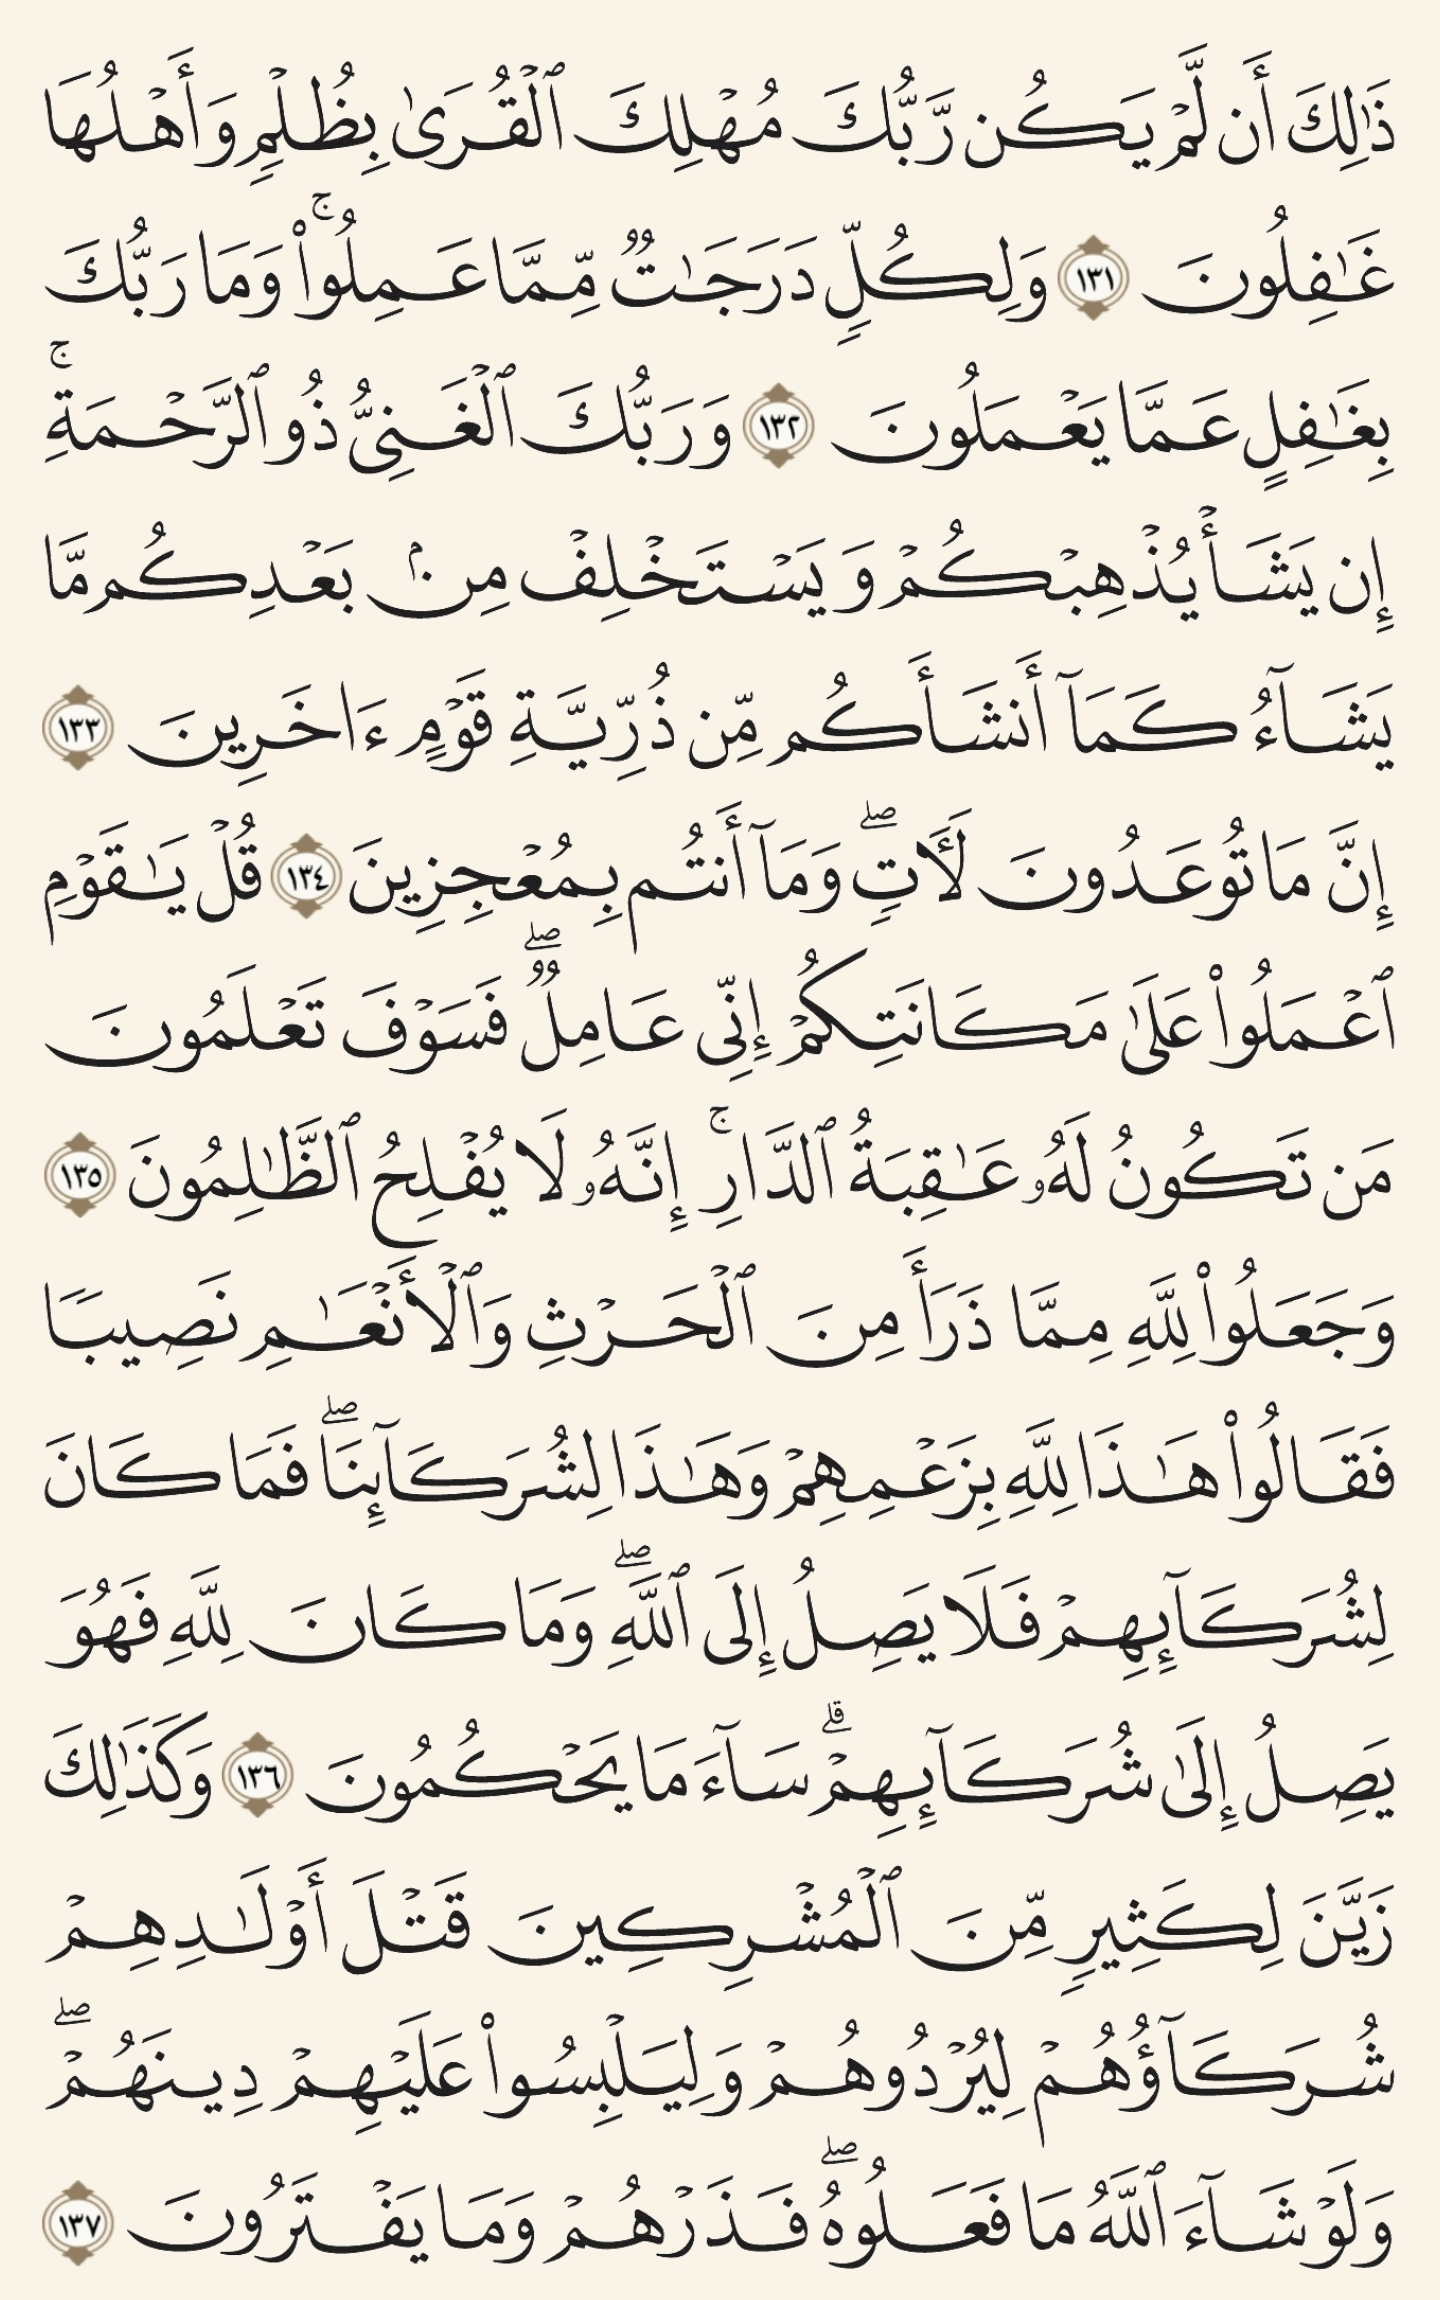 ذَٰلِكَ أَن لَّمْ يَكُن رَّبُّكَ مُهْلِكَ ٱلْقُرَىٰ بِظُلْمٍ وَأَهْلُهَا
غَٰفِلُونَ ١٣١ وَلِكُلٍّ دَرَجَٰتٌ مِّمَّا عَمِلُوا۟ ۚ وَمَا رَبُّكَ
بِغَٰفِلٍ عَمَّا يَعْمَلُونَ ١٣٢ وَرَبُّكَ ٱلْغَنِىُّ ذُو ٱلرَّحْمَةِ ۚ
إِن يَشَأْ يُذْهِبْكُمْ وَيَسْتَخْلِفْ مِنۢ بَعْدِكُم مَّا
يَشَآءُ كَمَآ أَنشَأَكُم مِّن ذُرِّيَّةِ قَوْمٍ ءَاخَرِينَ ١٣٣
إِنَّ مَا تُوعَدُونَ لَـَٔاتٍ ۖ وَمَآ أَنتُم بِمُعْجِزِينَ ١٣٤ قُلْ يَٰقَوْمِ
ٱعْمَلُوا۟ عَلَىٰ مَكَانَتِكُمْ إِنِّى عَامِلٌ ۖ فَسَوْفَ تَعْلَمُونَ
مَن تَكُونُ لَهُۥ عَٰقِبَةُ ٱلدَّارِ ۚ إِنَّهُۥ لَا يُفْلِحُ ٱلظَّٰلِمُونَ ١٣٥
وَجَعَلُوا۟ لِلَّهِ مِمَّا ذَرَأَ مِنَ ٱلْحَرْثِ وَٱلْأَنْعَٰمِ نَصِيبًا
فَقَالُوا۟ هَٰذَا لِلَّهِ بِزَعْمِهِمْ وَهَٰذَا لِشُرَكَآئِنَا ۖ فَمَا كَانَ
لِشُرَكَآئِهِمْ فَلَا يَصِلُ إِلَى ٱللَّهِ ۖ وَمَا كَانَ لِلَّهِ فَهُوَ
يَصِلُ إِلَىٰ شُرَكَآئِهِمْ ۗ سَآءَ مَا يَحْكُمُونَ ١٣٦ وَكَذَٰلِكَ
زَيَّنَ لِكَثِيرٍ مِّنَ ٱلْمُشْرِكِينَ قَتْلَ أَوْلَٰدِهِمْ
شُرَكَآؤُهُمْ لِيُرْدُوهُمْ وَلِيَلْبِسُوا۟ عَلَيْهِمْ دِينَهُمْ ۖ
وَلَوْ شَآءَ ٱللَّهُ مَا فَعَلُوهُ ۖ فَذَرْهُمْ وَمَا يَفْتَرُونَ ١٣٧